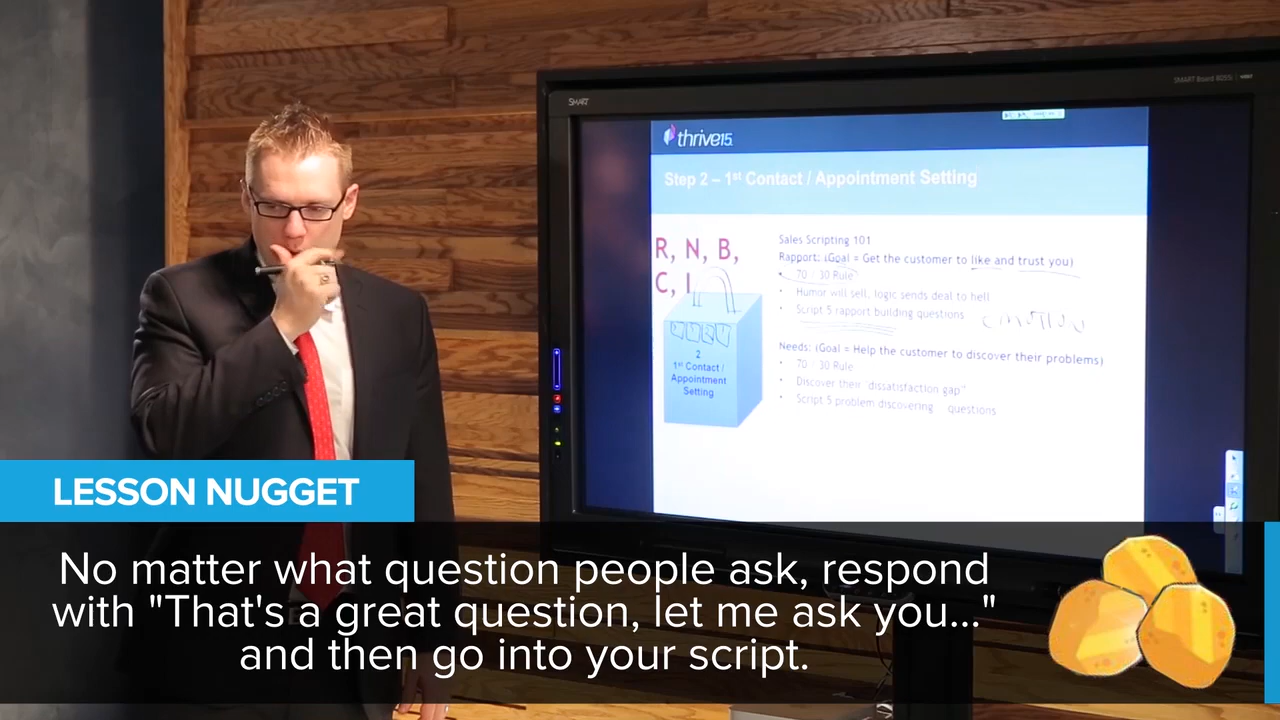 SMART
SMART Board 8055i
thrive15
Step 2 – 1st Contact / Appointment Setting
R, N, B,
C, I
Sales Scripting 101
Rapport: (Goal = Get the customer to like and trust you)
• 70 : 30 Rule
• Humor will sell, logic sends deal to hell
• Script 5 rapport building questions
Needs: (Goal = Help the customer to discover their problems)
• 70 : 30 Rule
• Discover their "dissatisfaction gap"
• Script 5 problem discovering questions
2
1st Contact /
Appointment
Setting
LESSON NUGGET
No matter what question people ask, respond
with "That's a great question, let me ask you..."
and then go into your script.